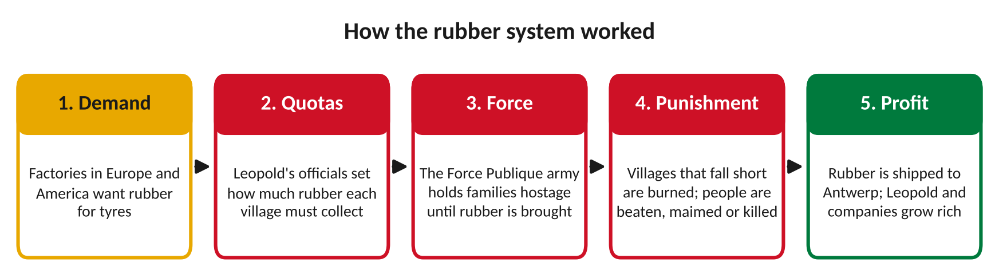 How the rubber system worked
1. Demand
Factories in Europe and
America want rubber
for tyres
2. Quotas
Leopold's officials set
how much rubber each
village must collect
3. Force
The Force Publique army
holds families hostage
until rubber is brought
4. Punishment
Villages that fall short
are burned; people are
beaten, maimed or killed
5. Profit
Rubber is shipped to
Antwerp; Leopold and
companies grow rich